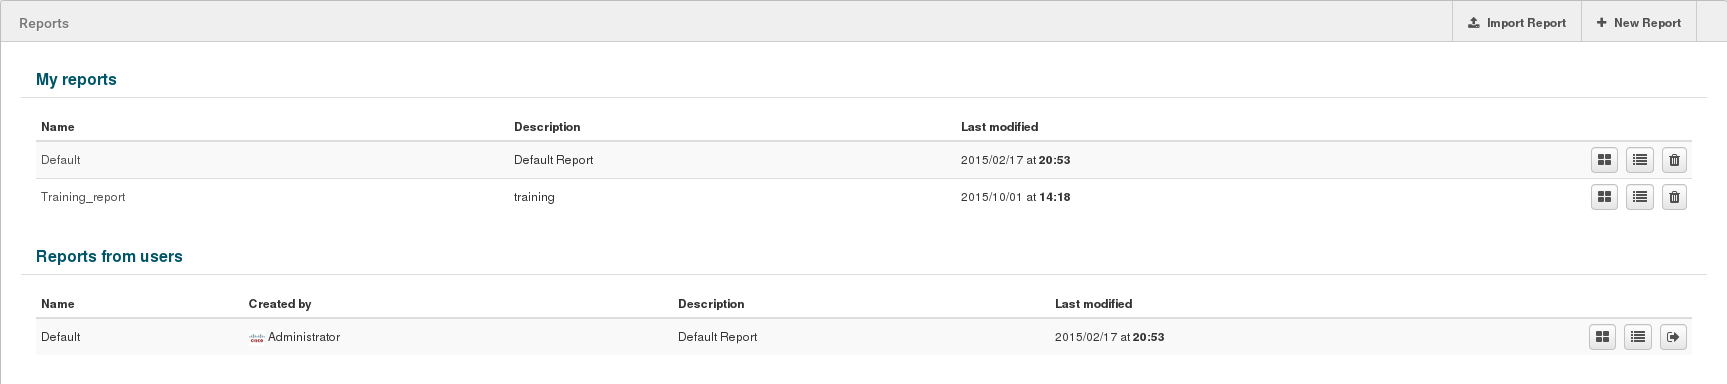 Reports Import Report New Report
My reports
Name Description Last modified
Default Default Report 2015/02/17 at 20:53
Training_report training 2015/10/01 at 14:18
Reports from users
Name Created by Description Last modified
Default cisco Administrator Default Report 2015/02/17 at 20:53